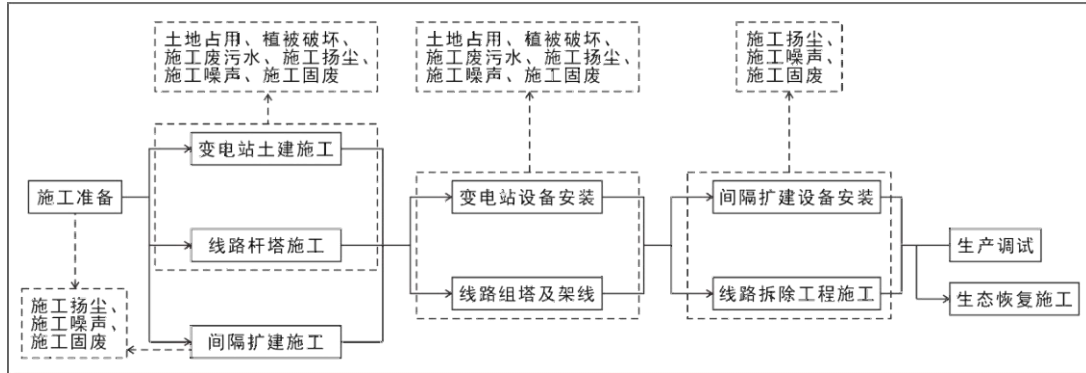 土地占用、植被破坏、
施工废污水、施工扬尘、
施工噪声、施工固废
土地占用、植被破坏、
施工废污水、施工扬尘、
施工噪声、施工固废
施工扬尘、
施工噪声、
施工固废
变电站土建施工
施工准备
变电站设备安装
间隔扩建设备安装
线路杆塔施工
生产调试
施工扬尘、
施工噪声、
施工固废
线路组塔及架线
线路拆除工程施工
生态恢复施工
间隔扩建施工